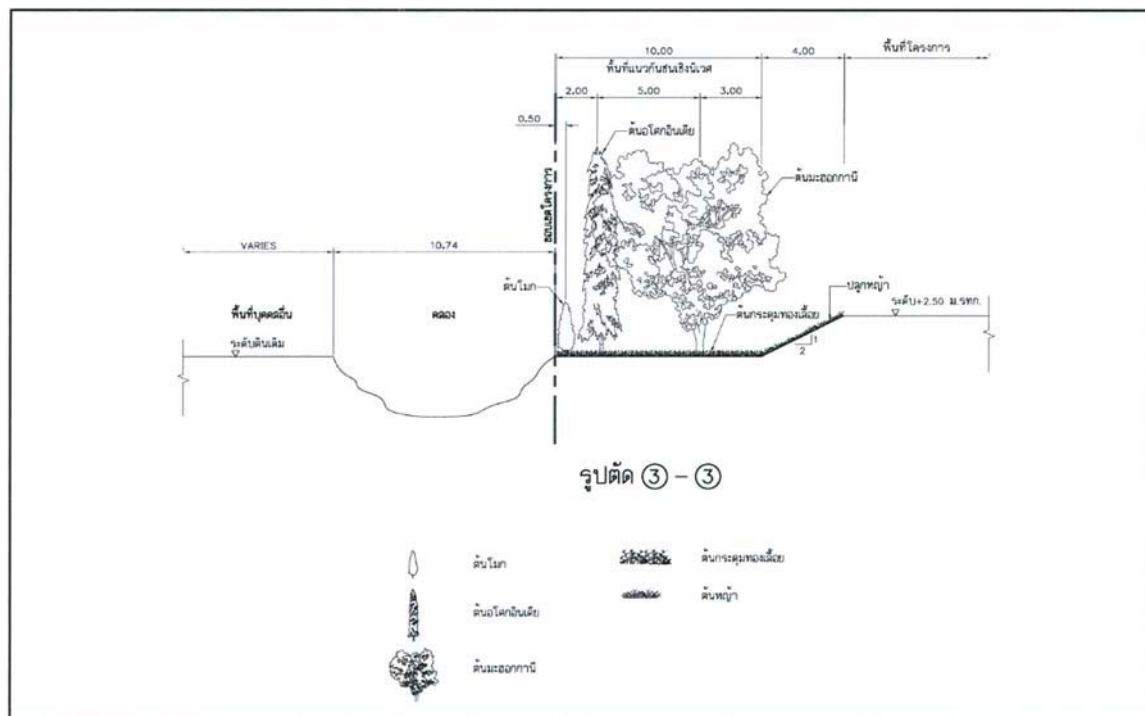 10.00
4.00
พื้นที่โครงการ
พื้นที่แนวกันชนเชิงนิเวศ
2.00
5.00
3.00
0.50
ต้นอโศกอินเดีย
ต้นมะฮอกกานี
ขอบเขตโครงการ
VARIES
10.74
ต้นโมก
ปลูกหญ้า
ระดับ+2.50 ม.รทก.
พื้นที่บุคคลอื่น
คลอง
ต้นกระดุมทองเลื้อย
ระดับดินเดิม
1
2
รูปตัด ③ – ③
ต้นโมก
ต้นกระดุมทองเลื้อย
ต้นอโศกอินเดีย
ต้นหญ้า
ต้นมะฮอกกานี